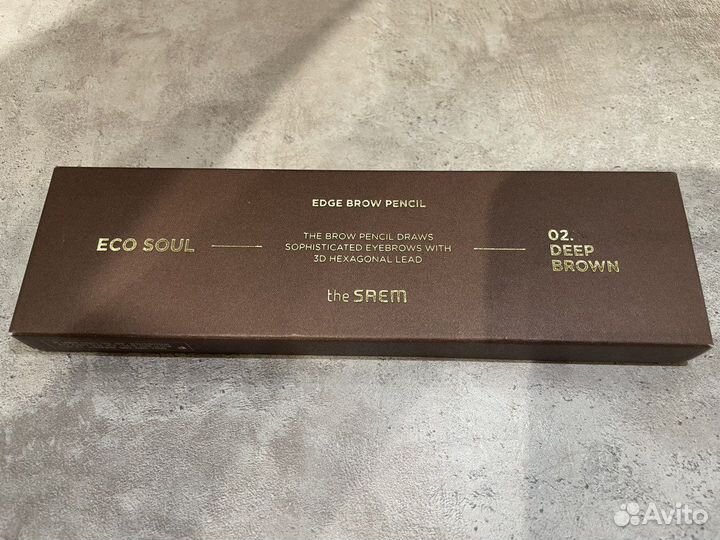 EDGE BROW PENCIL
ECO SOUL
THE BROW PENCIL DRAWS
SOPHISTICATED EYEBROWS WITH
3D HEXAGONAL LEAD
02.
DEEP
BROWN
the SAEM
Avito